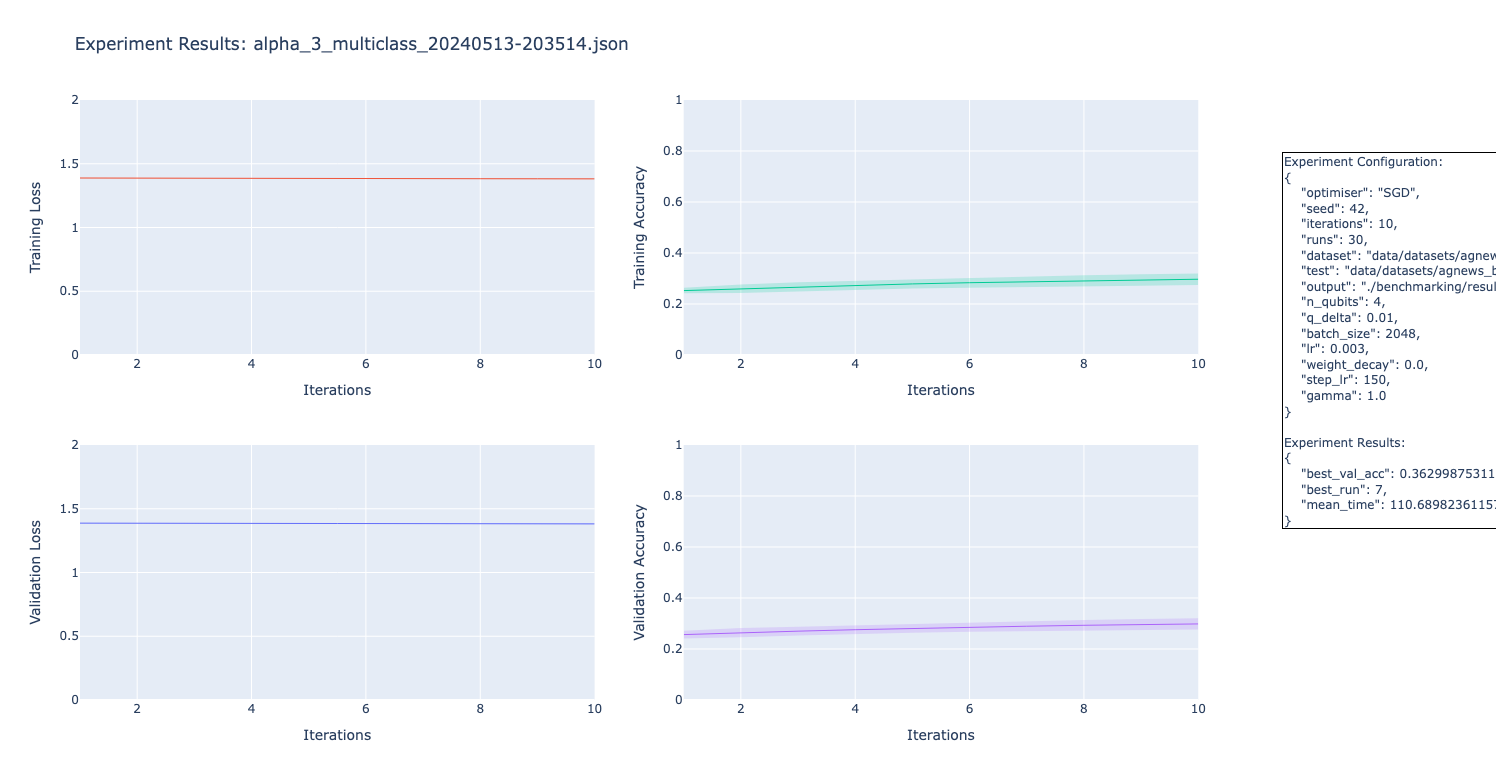 Experiment Results: alpha_3_multiclass_20240513-203514.json
2
1.5
1
0.5
0
Training Loss
2 4 6 8 10
Iterations
1
0.8
0.6
0.4
0.2
0
Training Accuracy
2 4 6 8 10
Iterations
2
1.5
1
0.5
0
Validation Loss
2 4 6 8 10
Iterations
1
0.8
0.6
0.4
0.2
0
Validation Accuracy
2 4 6 8 10
Iterations
Experiment Configuration:
{
"optimiser": "SGD",
"seed": 42,
"iterations": 10,
"runs": 30,
"dataset": "data/datasets/agnew
"test": "data/datasets/agnews_b
"output": "./benchmarking/resul
"n_qubits": 4,
"q_delta": 0.01,
"batch_size": 2048,
"lr": 0.003,
"weight_decay": 0.0,
"step_lr": 150,
"gamma": 1.0
}
Experiment Results:
{
"best_val_acc": 0.36299875311
"best_run": 7,
"mean_time": 110.68982361157
}